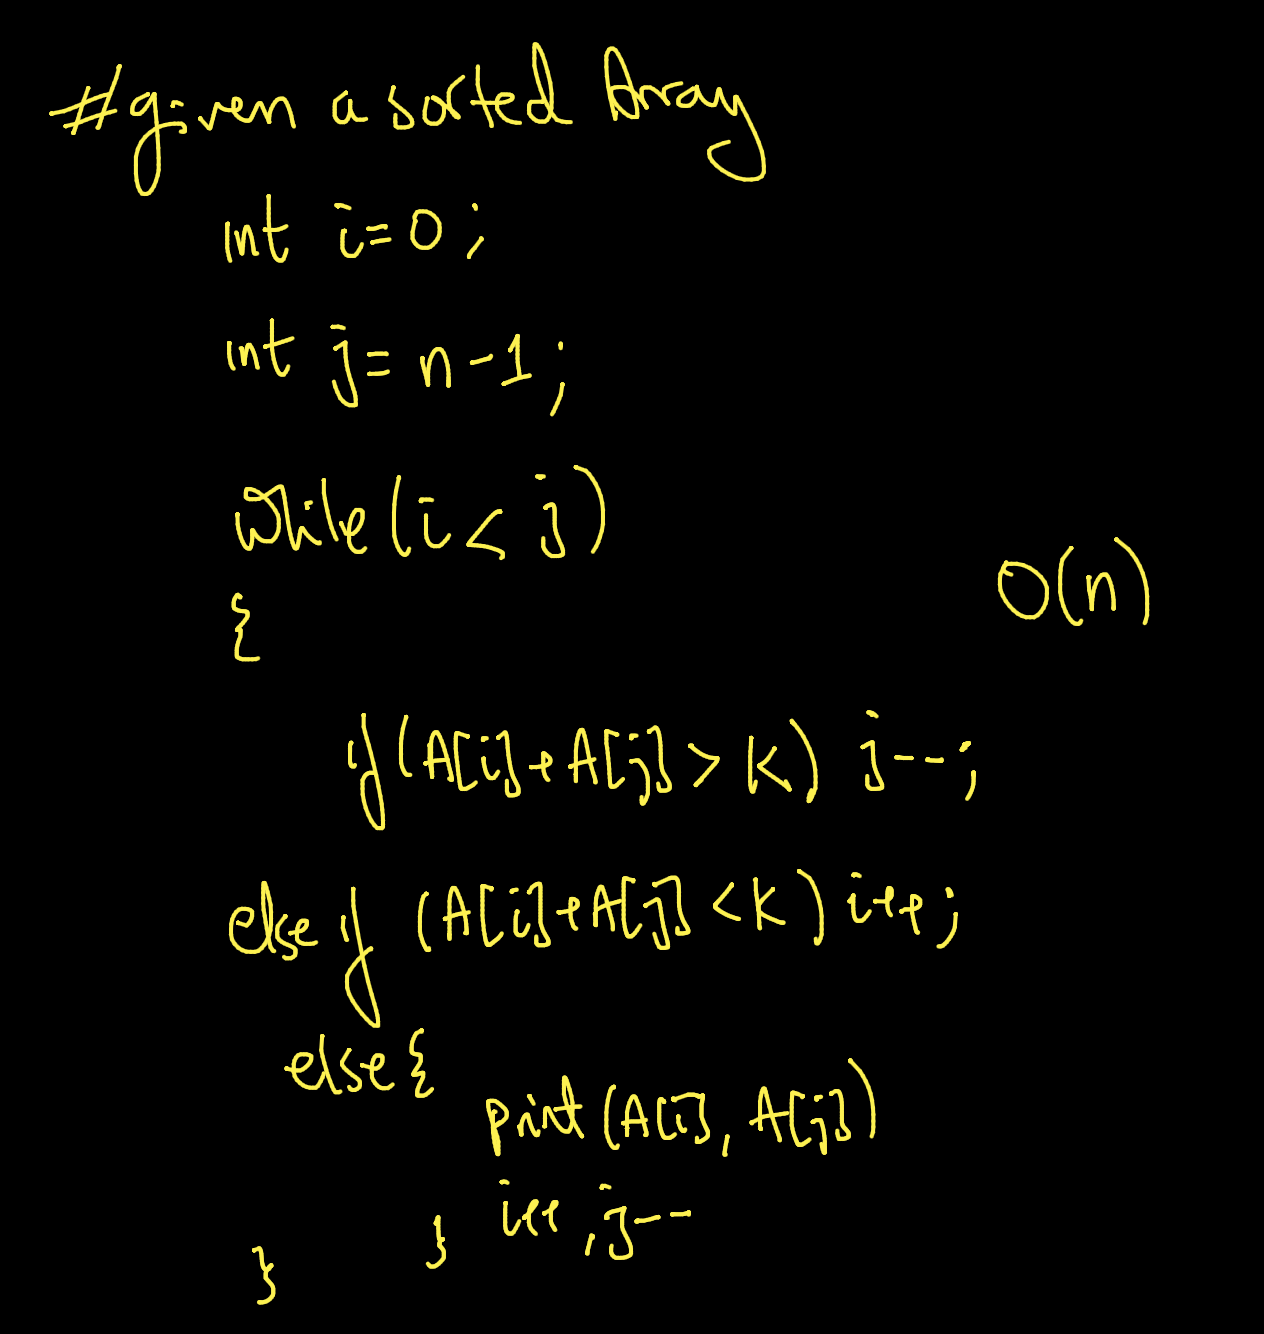 #given a sorted Array
int i=0;
int j= n-1;
while(i< j)
{
O(n)
if(A[i]+A[j] > K) j--;
else if (A[i]+A[j] <K) i++;
else{
print(A[i], A[j])
i++,j--
}
}